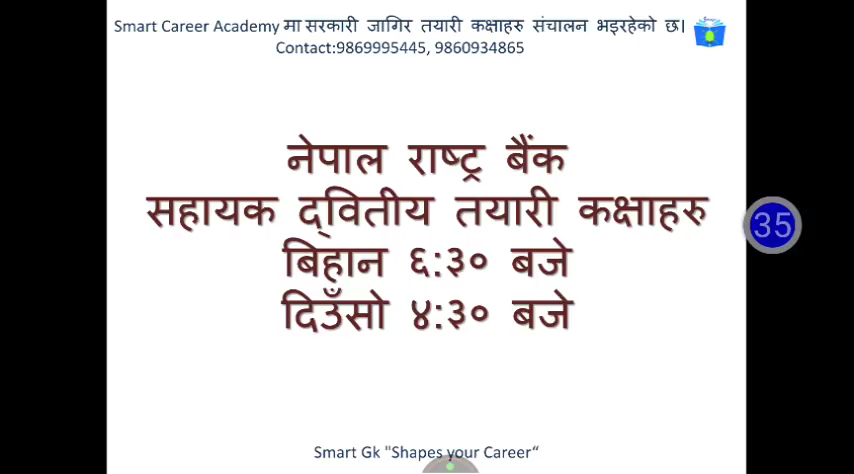 Smart Career Academy मा सरकारी जागिर तयारी कक्षाहरु संचालन भइरहेको छ।
Contact:9869995445, 9860934865
नेपाल राष्ट्र बैंक
सहायक द्वितीय तयारी कक्षाहरु
बिहान ६:३० बजे
दिउँसो ४:३० बजे
35
Smart Gk "Shapes your Career“